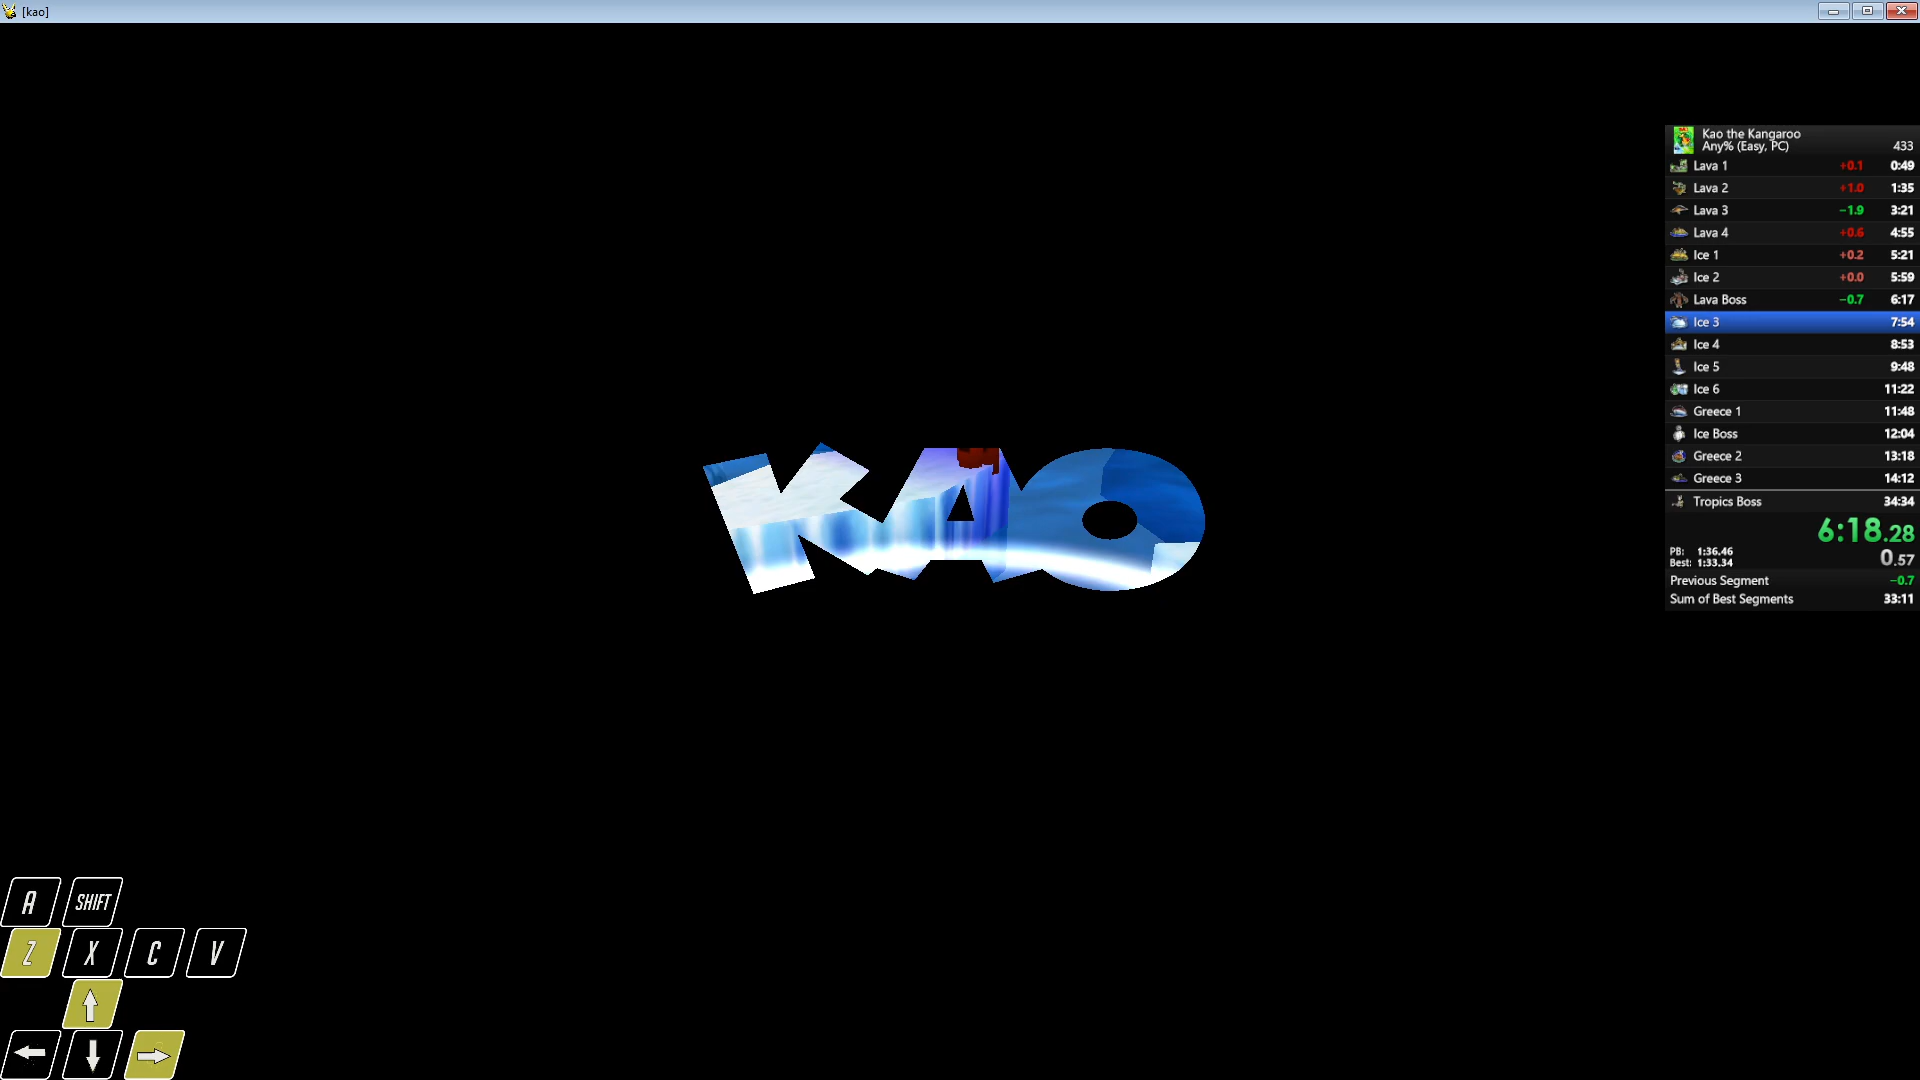 [kao]
Kao the Kangaroo
Any% (Easy, PC) 433
Lava 1 +0.1 0:49
Lava 2 +1.0 1:35
Lava 3 −1.9 3:21
Lava 4 +0.6 4:55
Ice 1 +0.2 5:21
Ice 2 +0.0 5:59
Lava Boss −0.7 6:17
Ice 3 7:54
Ice 4 8:53
Ice 5 9:48
Ice 6 11:22
Greece 1 11:48
Ice Boss 12:04
Greece 2 13:18
Greece 3 14:12
Tropics Boss 34:34
6:18.28
PB: 1:36.46
Best: 1:33.34
0.57
Previous Segment −0.7
Sum of Best Segments 33:11
KAO
A SHIFT
Z X C V